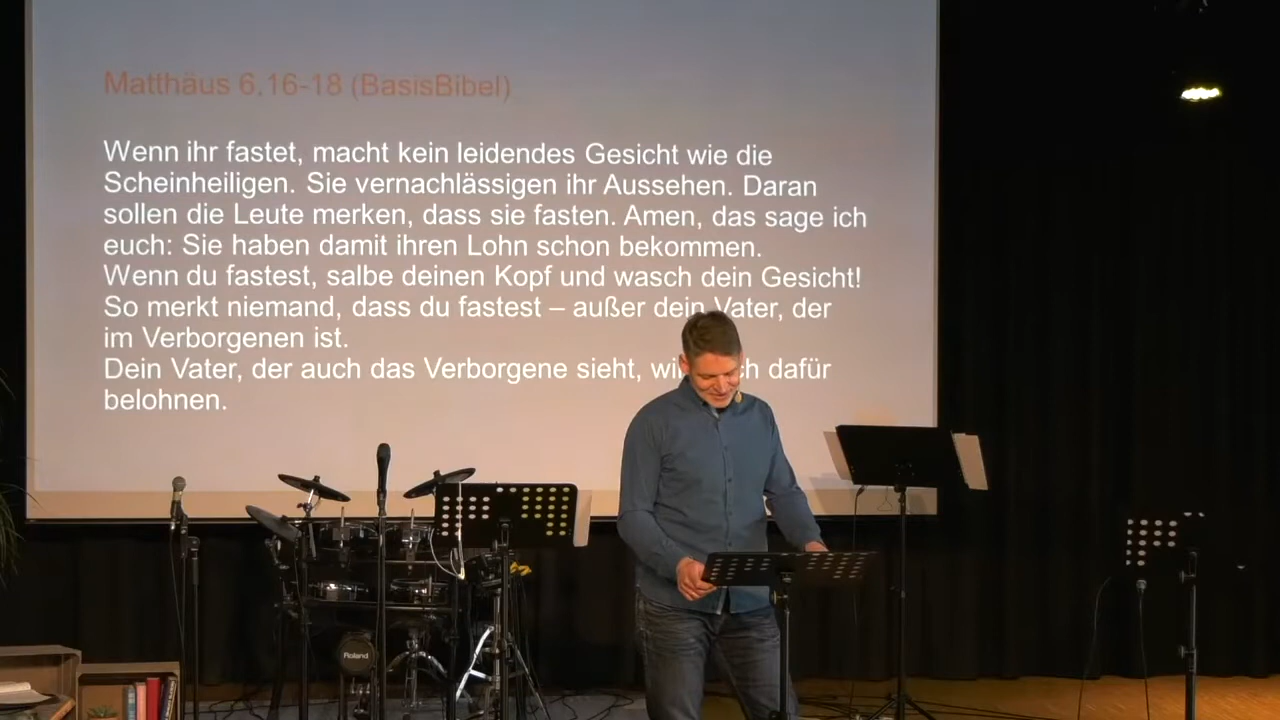 Matthäus 6,16-18 (BasisBibel)
Wenn ihr fastet, macht kein leidendes Gesicht wie die
Scheinheiligen. Sie vernachlässigen ihr Aussehen. Daran
sollen die Leute merken, dass sie fasten. Amen, das sage ich
euch: Sie haben damit ihren Lohn schon bekommen.
Wenn du fastest, salbe deinen Kopf und wasch dein Gesicht!
So merkt niemand, dass du fastest – außer dein Vater, der
im Verborgenen ist.
Dein Vater, der auch das Verborgene sieht, dafür
belohnen.
Roland